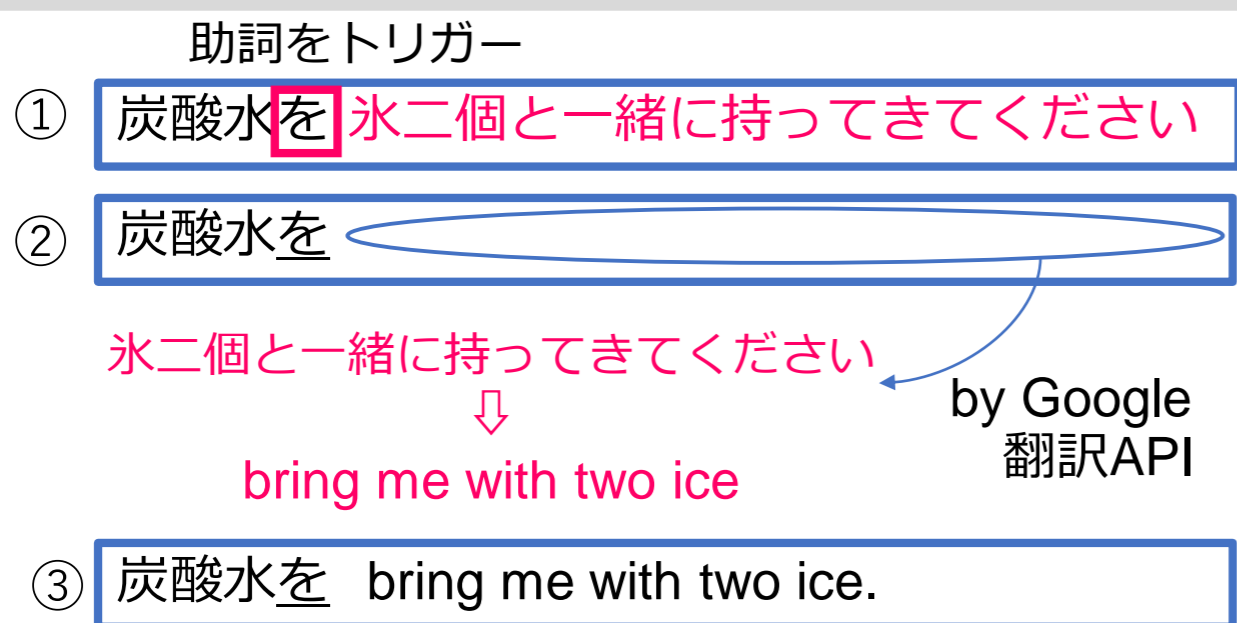 助詞をトリガー
① 炭酸水を 氷二個と一緒に持ってきてください
② 炭酸水を
氷二個と一緒に持ってきてください
⇩
bring me with two ice
by Google
翻訳API
③ 炭酸水を bring me with two ice.